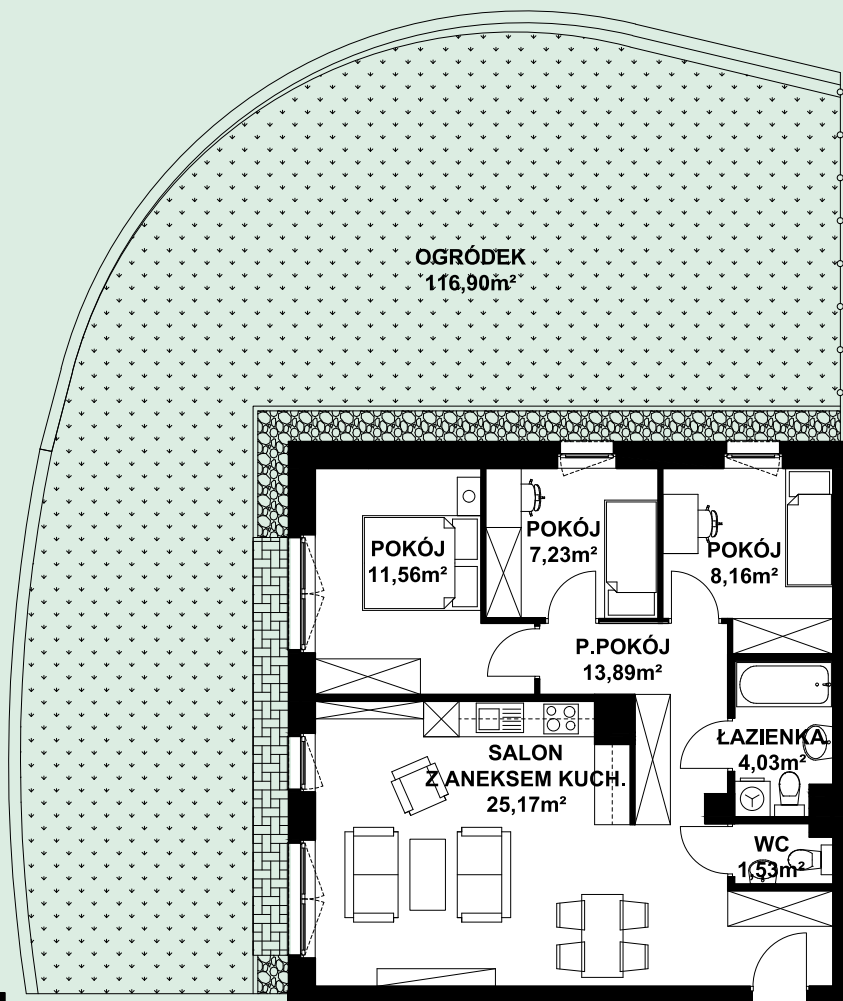 OGRÓDEK
116,90m²
POKÓJ
11,56m²
POKÓJ
7,23m²
POKÓJ
8,16m²
P.POKÓJ
13,89m²
SALON
Z ANEKSEM KUCH.
25,17m²
ŁAZIENKA
4,03m²
WC
1,53m²